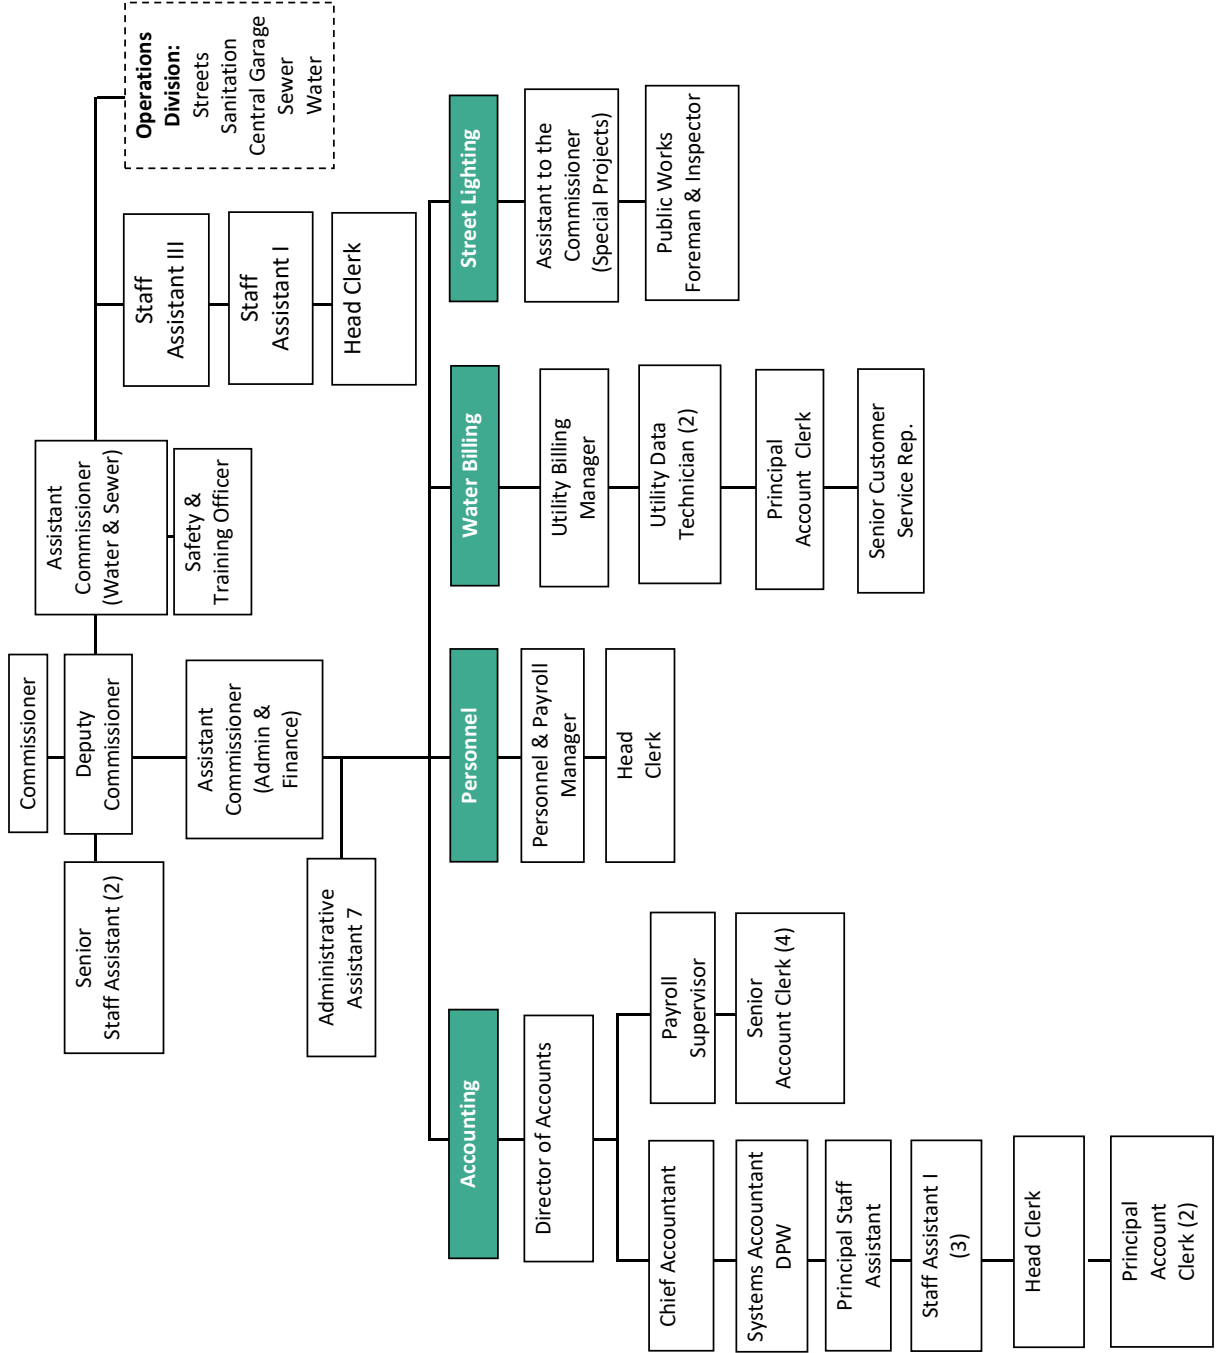 Commissioner
Senior
Staff Assistant (2)
Deputy
Commissioner
Assistant
Commissioner
(Water & Sewer)
Safety &
Training Officer
Operations
Division:
Streets
Sanitation
Central Garage
Sewer
Water
Staff
Assistant III
Staff
Assistant I
Head Clerk
Assistant
Commissioner
(Admin &
Finance)
Administrative
Assistant 7
Accounting
Director of Accounts
Chief Accountant
Systems Accountant
DPW
Principal Staff
Assistant
Staff Assistant I
(3)
Head Clerk
Principal
Account
Clerk (2)
Payroll
Supervisor
Senior
Account Clerk (4)
Personnel
Personnel & Payroll
Manager
Head
Clerk
Water Billing
Utility Billing
Manager
Utility Data
Technician (2)
Principal
Account Clerk
Senior Customer
Service Rep.
Street Lighting
Assistant to the
Commissioner
(Special Projects)
Public Works
Foreman & Inspector